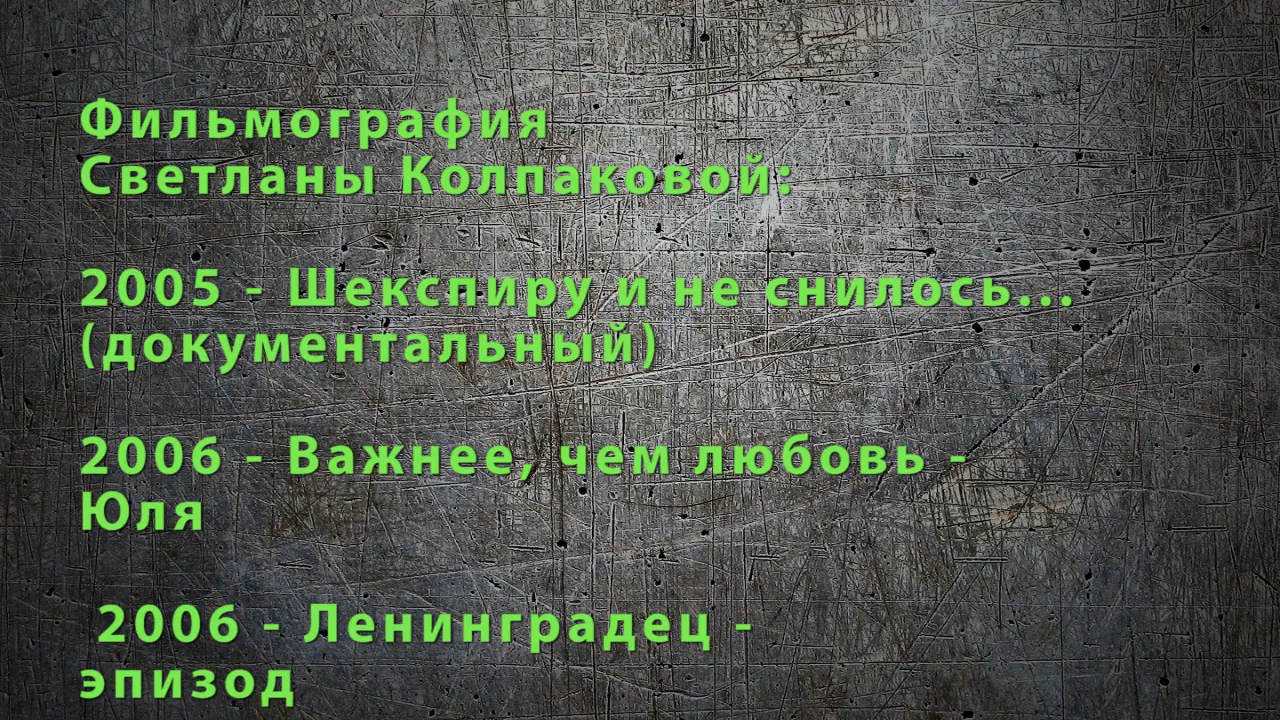 Фильмография
Светланы Колпаковой:
2005 - Шекспиру и не снилось...
(документальный)
2006 - Важнее, чем любовь -
Юля
2006 - Ленинградец -
эпизод